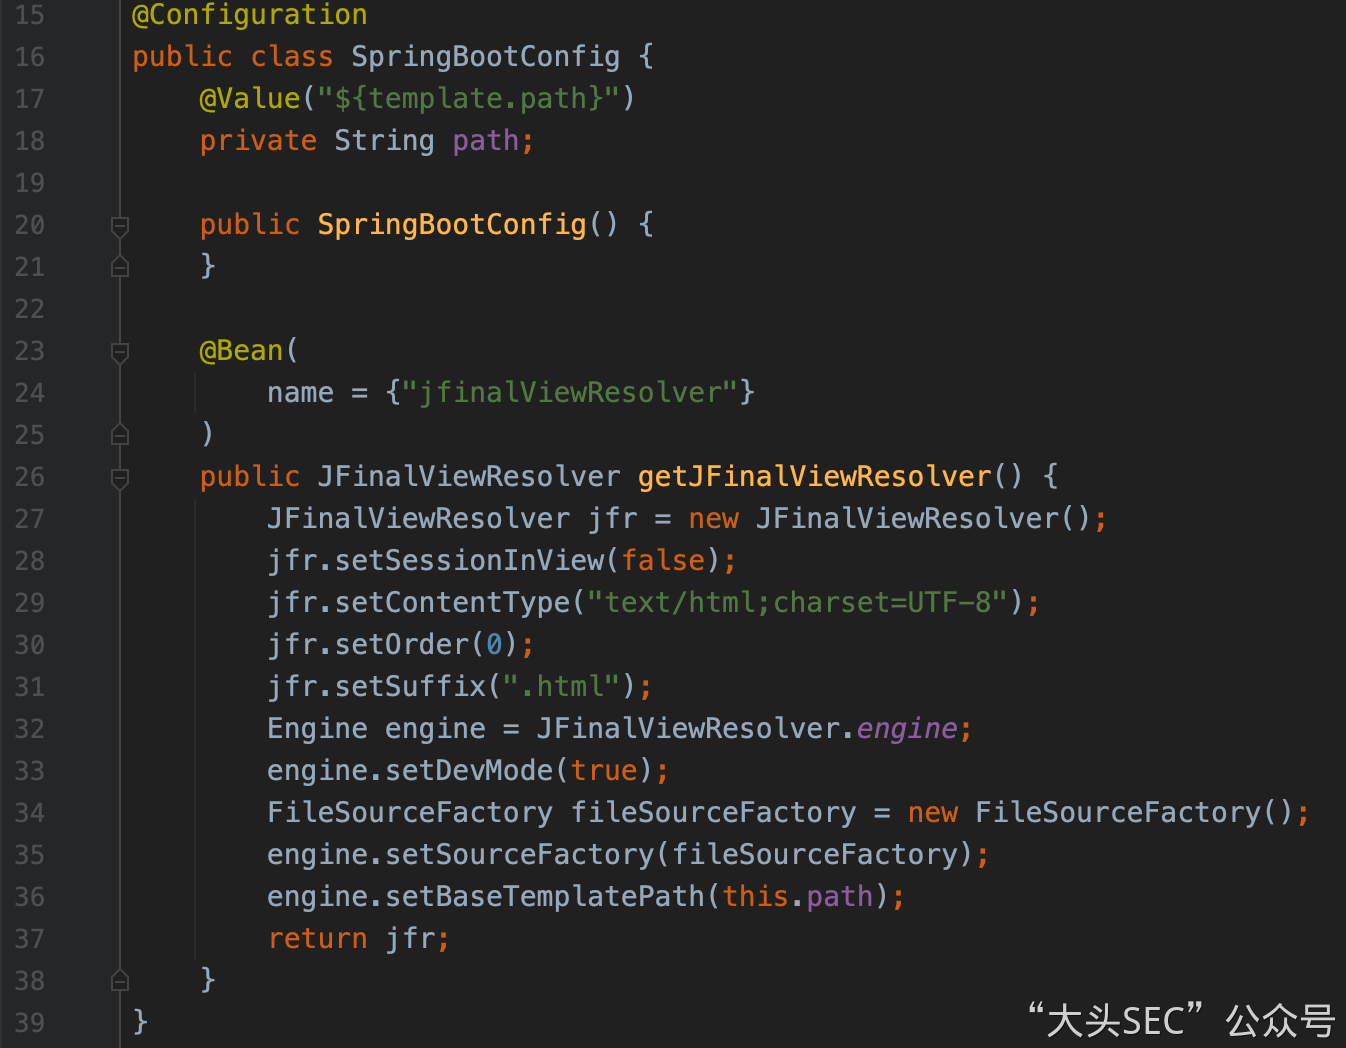 15 @Configuration
16 public class SpringBootConfig {
17     @Value("${template.path}")
18     private String path;
19
20     public SpringBootConfig() {
21     }
22
23     @Bean(
24         name = {"jfinalViewResolver"}
25     )
26     public JFinalViewResolver getJFinalViewResolver() {
27         JFinalViewResolver jfr = new JFinalViewResolver();
28         jfr.setSessionInView(false);
29         jfr.setContentType("text/html;charset=UTF-8");
30         jfr.setOrder(0);
31         jfr.setSuffix(".html");
32         Engine engine = JFinalViewResolver.engine;
33         engine.setDevMode(true);
34         FileSourceFactory fileSourceFactory = new FileSourceFactory();
35         engine.setSourceFactory(fileSourceFactory);
36         engine.setBaseTemplatePath(this.path);
37         return jfr;
38     }
39 }
“大头SEC”公众号